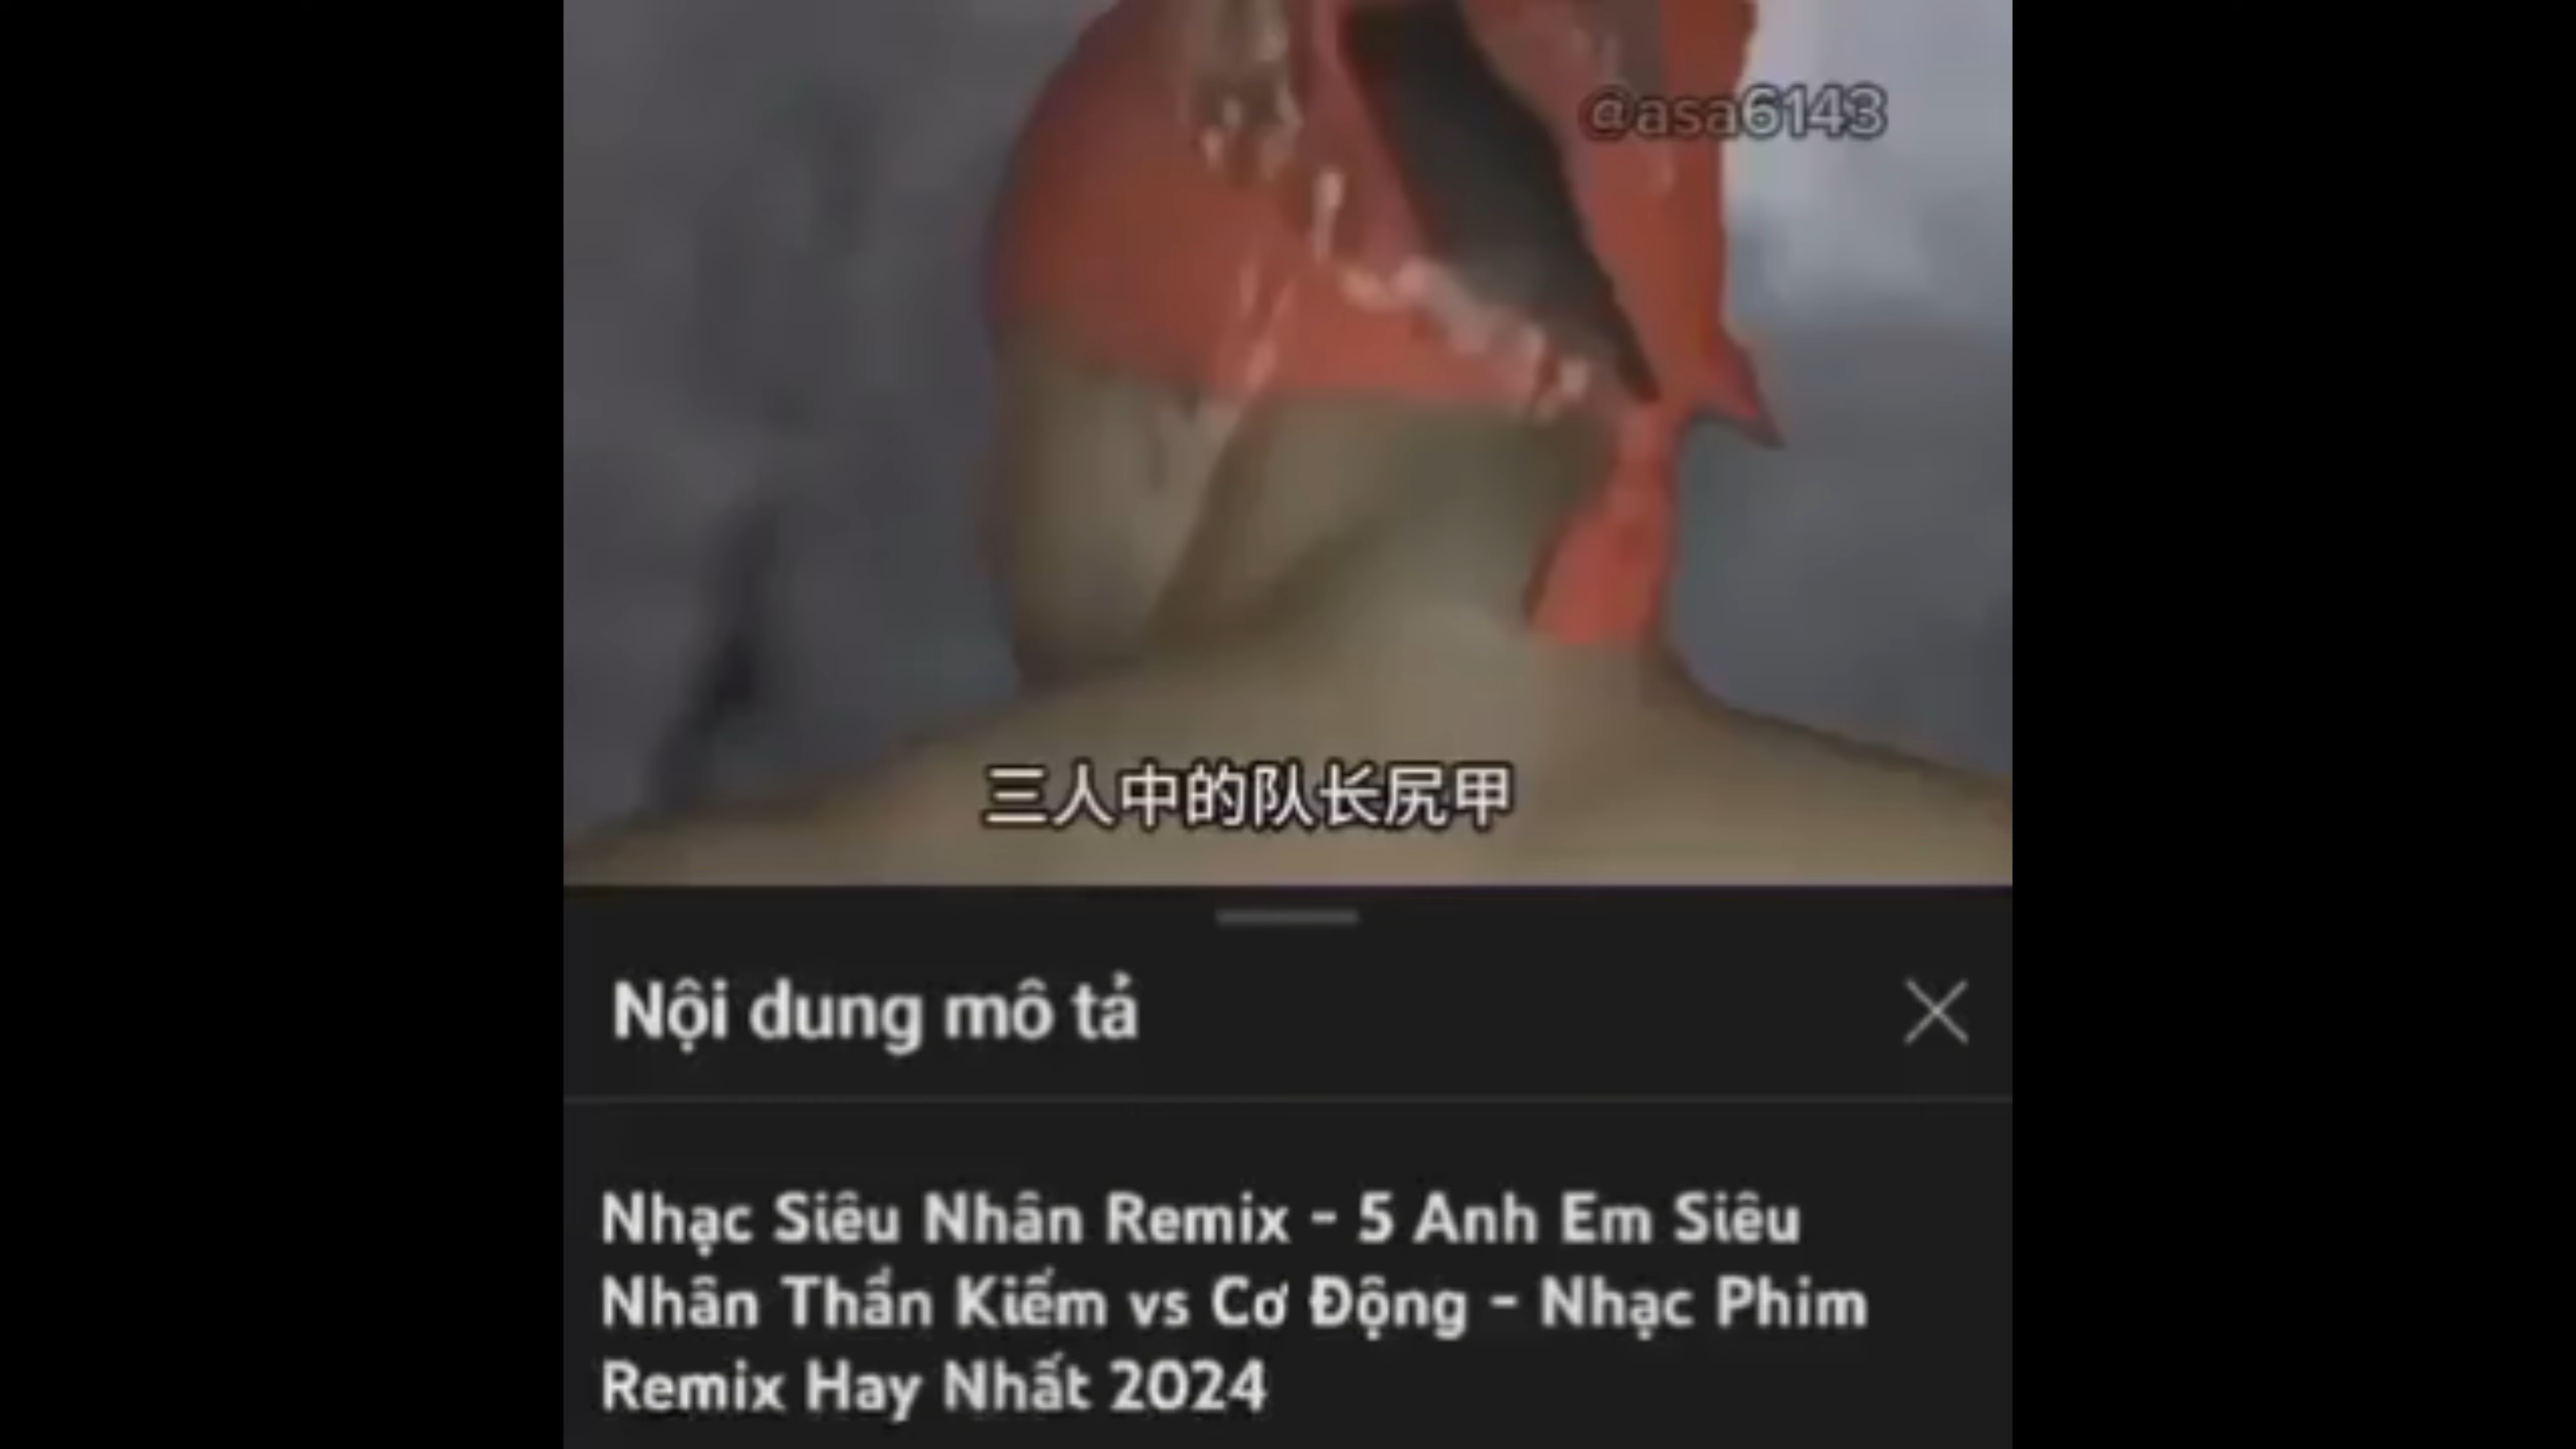 @asa6143
三人中的队长尻甲
Nội dung mô tả
Nhạc Siêu Nhân Remix - 5 Anh Em Siêu
Nhân Thần Kiếm vs Cơ Động - Nhạc Phim
Remix Hay Nhất 2024